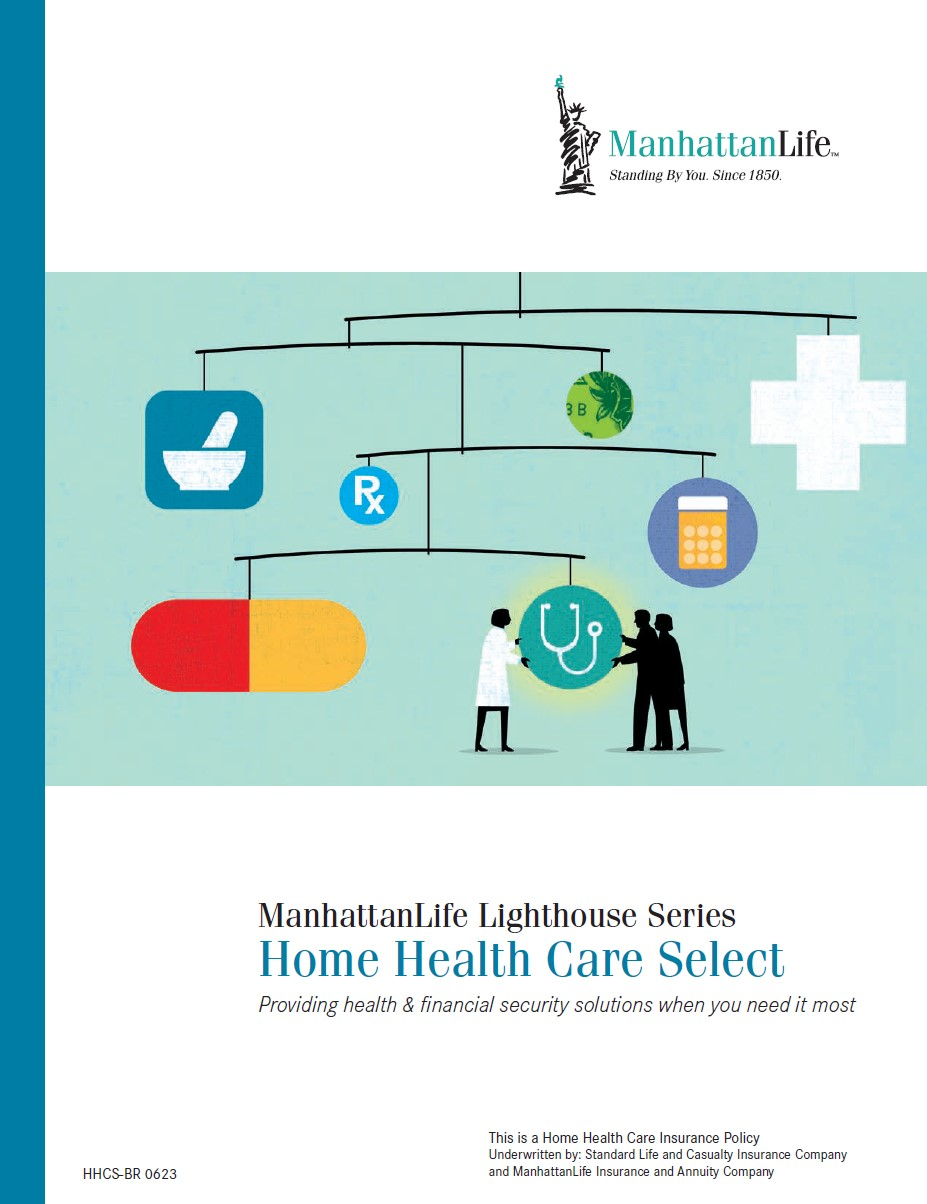 ManhattanLife™
Standing By You. Since 1850.
B B
Rx
ManhattanLife Lighthouse Series
Home Health Care Select
Providing health & financial security solutions when you need it most
This is a Home Health Care Insurance Policy
Underwritten by: Standard Life and Casualty Insurance Company
and ManhattanLife Insurance and Annuity Company
HHCS-BR 0623